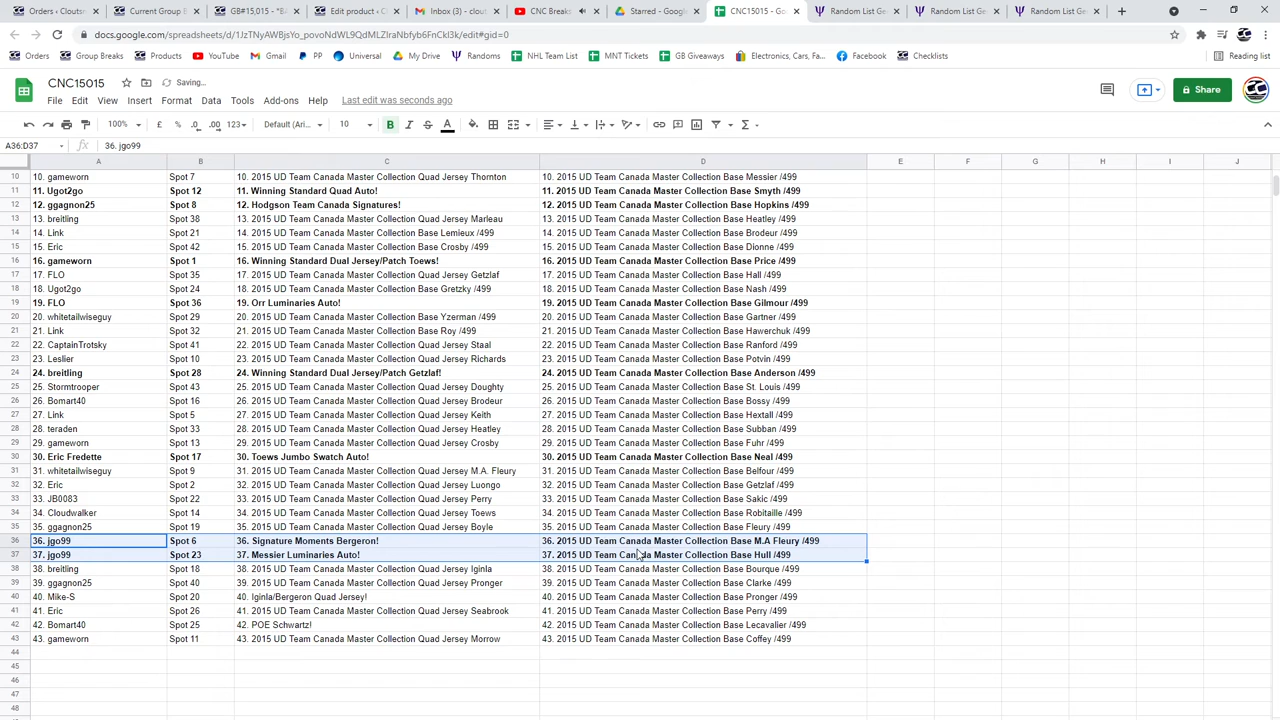 Orders ‹ Clouts
Current Group B
GB#15,015 - *B
Edit product ‹ C
Inbox (3) - clout
CNC Breaks
Starred - Google
CNC15015 - Go
Random List Ge
Random List Ge
Random List Ge
docs.google.com/spreadsheets/d/1JzTNyAWBjsYo_povoNdWL9QdMLZIraNbfyb6FnCkI3k/edit#gid=0
Orders Group Breaks Products YouTube Gmail PP Universal My Drive Randoms NHL Team List MNT Tickets GB Giveaways Electronics, Cars, Fa... Facebook Checklists Reading list
CNC15015 Saving...
File Edit View Insert Format Data Tools Add-ons Help Last edit was seconds ago Share
100% £ % .0 .00 123 Default (Ari... 10 B I S A Σ
A36:D37 fx 36. jgo99
A B C D E F G H I J
10 10. gameworn Spot 7 10. 2015 UD Team Canada Master Collection Quad Jersey Thornton 10. 2015 UD Team Canada Master Collection Base Messier /499
11 11. Ugot2go Spot 12 11. Winning Standard Quad Auto! 11. 2015 UD Team Canada Master Collection Base Smyth /499
12 12. ggagnon25 Spot 8 12. Hodgson Team Canada Signatures! 12. 2015 UD Team Canada Master Collection Base Hopkins /499
13 13. breitling Spot 38 13. 2015 UD Team Canada Master Collection Quad Jersey Marleau 13. 2015 UD Team Canada Master Collection Base Heatley /499
14 14. Link Spot 21 14. 2015 UD Team Canada Master Collection Base Lemieux /499 14. 2015 UD Team Canada Master Collection Base Brodeur /499
15 15. Eric Spot 42 15. 2015 UD Team Canada Master Collection Base Crosby /499 15. 2015 UD Team Canada Master Collection Base Dionne /499
16 16. gameworn Spot 1 16. Winning Standard Dual Jersey/Patch Toews! 16. 2015 UD Team Canada Master Collection Base Price /499
17 17. FLO Spot 35 17. 2015 UD Team Canada Master Collection Quad Jersey Getzlaf 17. 2015 UD Team Canada Master Collection Base Hall /499
18 18. Ugot2go Spot 24 18. 2015 UD Team Canada Master Collection Base Gretzky /499 18. 2015 UD Team Canada Master Collection Base Nash /499
19 19. FLO Spot 36 19. Orr Luminaries Auto! 19. 2015 UD Team Canada Master Collection Base Gilmour /499
20 20. whitetailwiseguy Spot 29 20. 2015 UD Team Canada Master Collection Base Yzerman /499 20. 2015 UD Team Canada Master Collection Base Gartner /499
21 21. Link Spot 32 21. 2015 UD Team Canada Master Collection Base Roy /499 21. 2015 UD Team Canada Master Collection Base Hawerchuk /499
22 22. CaptainTrotsky Spot 41 22. 2015 UD Team Canada Master Collection Quad Jersey Staal 22. 2015 UD Team Canada Master Collection Base Ranford /499
23 23. Leslier Spot 10 23. 2015 UD Team Canada Master Collection Quad Jersey Richards 23. 2015 UD Team Canada Master Collection Base Potvin /499
24 24. breitling Spot 28 24. Winning Standard Dual Jersey/Patch Getzlaf! 24. 2015 UD Team Canada Master Collection Base Anderson /499
25 25. Stormtrooper Spot 43 25. 2015 UD Team Canada Master Collection Quad Jersey Doughty 25. 2015 UD Team Canada Master Collection Base St. Louis /499
26 26. Bomart40 Spot 16 26. 2015 UD Team Canada Master Collection Quad Jersey Brodeur 26. 2015 UD Team Canada Master Collection Base Bossy /499
27 27. Link Spot 5 27. 2015 UD Team Canada Master Collection Quad Jersey Keith 27. 2015 UD Team Canada Master Collection Base Hextall /499
28 28. teraden Spot 33 28. 2015 UD Team Canada Master Collection Quad Jersey Heatley 28. 2015 UD Team Canada Master Collection Base Subban /499
29 29. gameworn Spot 13 29. 2015 UD Team Canada Master Collection Quad Jersey Crosby 29. 2015 UD Team Canada Master Collection Base Fuhr /499
30 30. Eric Fredette Spot 17 30. Toews Jumbo Swatch Auto! 30. 2015 UD Team Canada Master Collection Base Neal /499
31 31. whitetailwiseguy Spot 9 31. 2015 UD Team Canada Master Collection Quad Jersey M.A. Fleury 31. 2015 UD Team Canada Master Collection Base Belfour /499
32 32. Eric Spot 2 32. 2015 UD Team Canada Master Collection Quad Jersey Luongo 32. 2015 UD Team Canada Master Collection Base Getzlaf /499
33 33. JB0083 Spot 22 33. 2015 UD Team Canada Master Collection Quad Jersey Perry 33. 2015 UD Team Canada Master Collection Base Sakic /499
34 34. Cloudwalker Spot 14 34. 2015 UD Team Canada Master Collection Quad Jersey Toews 34. 2015 UD Team Canada Master Collection Base Robitaille /499
35 35. ggagnon25 Spot 19 35. 2015 UD Team Canada Master Collection Quad Jersey Boyle 35. 2015 UD Team Canada Master Collection Base Fleury /499
36 36. jgo99 Spot 6 36. Signature Moments Bergeron! 36. 2015 UD Team Canada Master Collection Base M.A Fleury /499
37 37. jgo99 Spot 23 37. Messier Luminaries Auto! 37. 2015 UD Team Canada Master Collection Base Hull /499
38 38. breitling Spot 18 38. 2015 UD Team Canada Master Collection Quad Jersey Iginla 38. 2015 UD Team Canada Master Collection Base Bourque /499
39 39. ggagnon25 Spot 40 39. 2015 UD Team Canada Master Collection Quad Jersey Pronger 39. 2015 UD Team Canada Master Collection Base Clarke /499
40 40. Mike-S Spot 20 40. Iginla/Bergeron Quad Jersey! 40. 2015 UD Team Canada Master Collection Base Pronger /499
41 41. Eric Spot 26 41. 2015 UD Team Canada Master Collection Quad Jersey Seabrook 41. 2015 UD Team Canada Master Collection Base Perry /499
42 42. Bomart40 Spot 25 42. POE Schwartz! 42. 2015 UD Team Canada Master Collection Base Lecavalier /499
43 43. gameworn Spot 11 43. 2015 UD Team Canada Master Collection Quad Jersey Morrow 43. 2015 UD Team Canada Master Collection Base Coffey /499
44
45
46
47
48